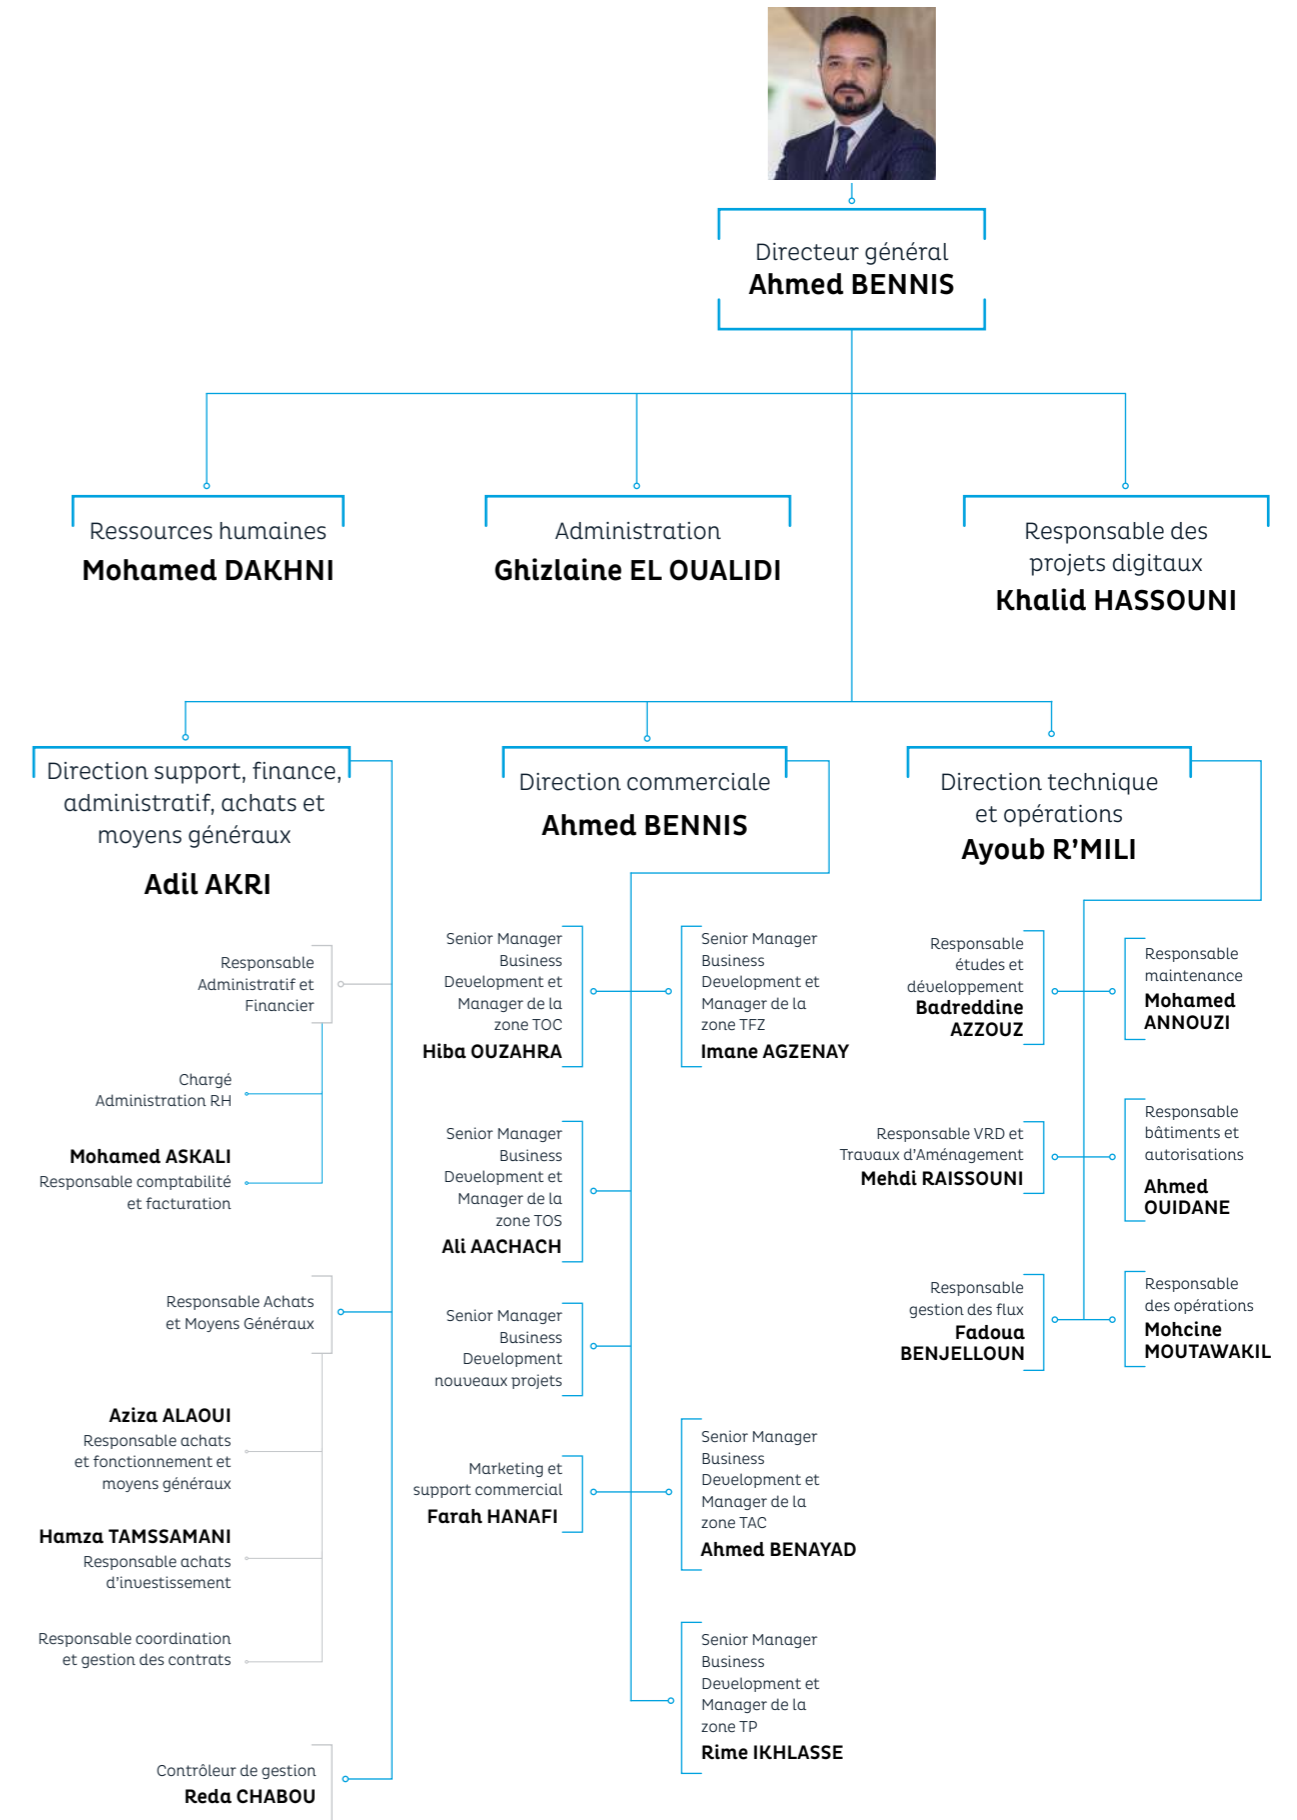 Directeur général
Ahmed BENNIS
Ressources humaines
Mohamed DAKHNI
Administration
Ghizlaine EL OUALIDI
Responsable des
projets digitaux
Khalid HASSOUNI
Direction support, finance,
administratif, achats et
moyens généraux
Adil AKRI
Responsable
Administratif et
Financier
Chargé
Administration RH
Mohamed ASKALI
Responsable comptabilité
et facturation
Responsable Achats
et Moyens Généraux
Aziza ALAOUI
Responsable achats
et fonctionnement et
moyens généraux
Hamza TAMSSAMANI
Responsable achats
d'investissement
Responsable coordination
et gestion des contrats
Contrôleur de gestion
Reda CHABOU
Direction commerciale
Ahmed BENNIS
Senior Manager
Business
Development et
Manager de la
zone TOC
Hiba OUZAHRA
Senior Manager
Business
Development et
Manager de la
zone TFZ
Imane AGZENAY
Senior Manager
Business
Development et
Manager de la
zone TOS
Ali AACHACH
Senior Manager
Business
Development
nouveaux projets
Marketing et
support commercial
Farah HANAFI
Senior Manager
Business
Development et
Manager de la
zone TAC
Ahmed BENAYAD
Senior Manager
Business
Development et
Manager de la
zone TP
Rime IKHLASSE
Direction technique
et opérations
Ayoub R'MILI
Responsable
études et
développement
Badreddine
AZZOUZ
Responsable
maintenance
Mohamed
ANNOUZI
Responsable VRD et
Travaux d'Aménagement
Mehdi RAISSOUNI
Responsable
bâtiments et
autorisations
Ahmed
OUIDANE
Responsable
gestion des flux
Fadoua
BENJELLOUN
Responsable
des opérations
Mohcine
MOUTAWAKIL